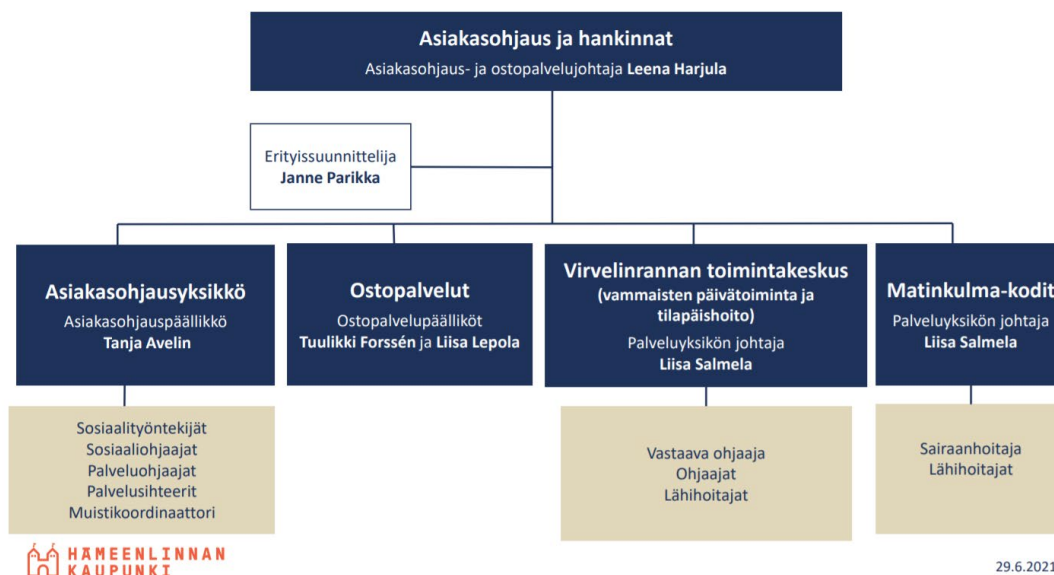 Asiakasohjaus ja hankinnat
Asiakasohjaus- ja ostopalvelujohtaja Leena Harjula
Erityissuunnittelija
Janne Parikka
Asiakasohjausyksikkö
Asiakasohjauspäällikkö
Tanja Avelin
Ostopalvelut
Ostopalvelupäälliköt
Tuulikki Forssén ja Liisa Lepola
Virvelinrannan toimintakeskus
(vammaisten päivätoiminta ja
tilapäishoito)
Palveluyksikön johtaja
Liisa Salmela
Matinkulma-kodit
Palveluyksikön johtaja
Liisa Salmela
Sosiaalityöntekijät
Sosiaaliohjaajat
Palveluohjaajat
Palvelusihteerit
Muistikoordinaattori
Vastaava ohjaaja
Ohjaajat
Lähihoitajat
Sairaanhoitaja
Lähihoitajat
HÄMEENLINNAN
KAUPUNKI
29.6.2021